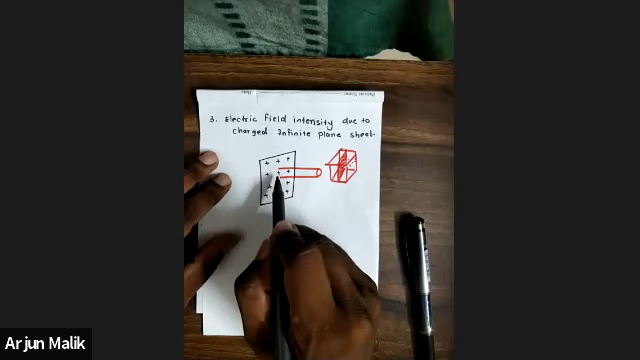 3. Electric Field intensity due to
charged Infinite plane sheet.
Arjun Malik